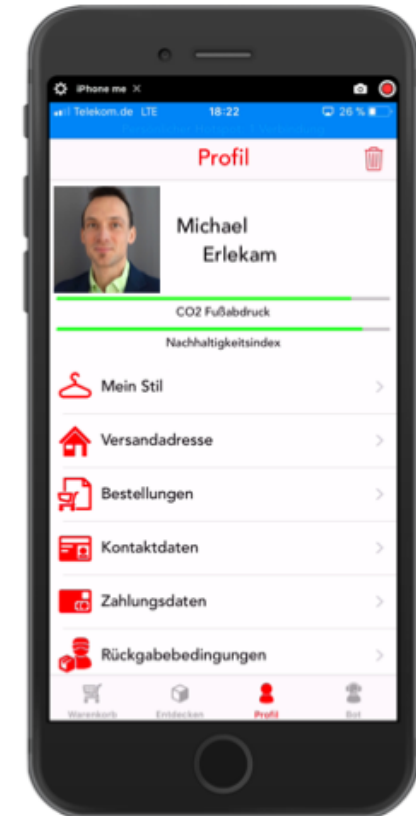 iPhone me ×
Telekom.de LTE 18:22 26 %
Profil
Michael
Erlekam
CO2 Fußabdruck
Nachhaltigkeitsindex
Mein Stil
Versandadresse
Bestellungen
Kontaktdaten
Zahlungsdaten
Rückgabebedingungen
Warenkorb Entdecken Profil Bot